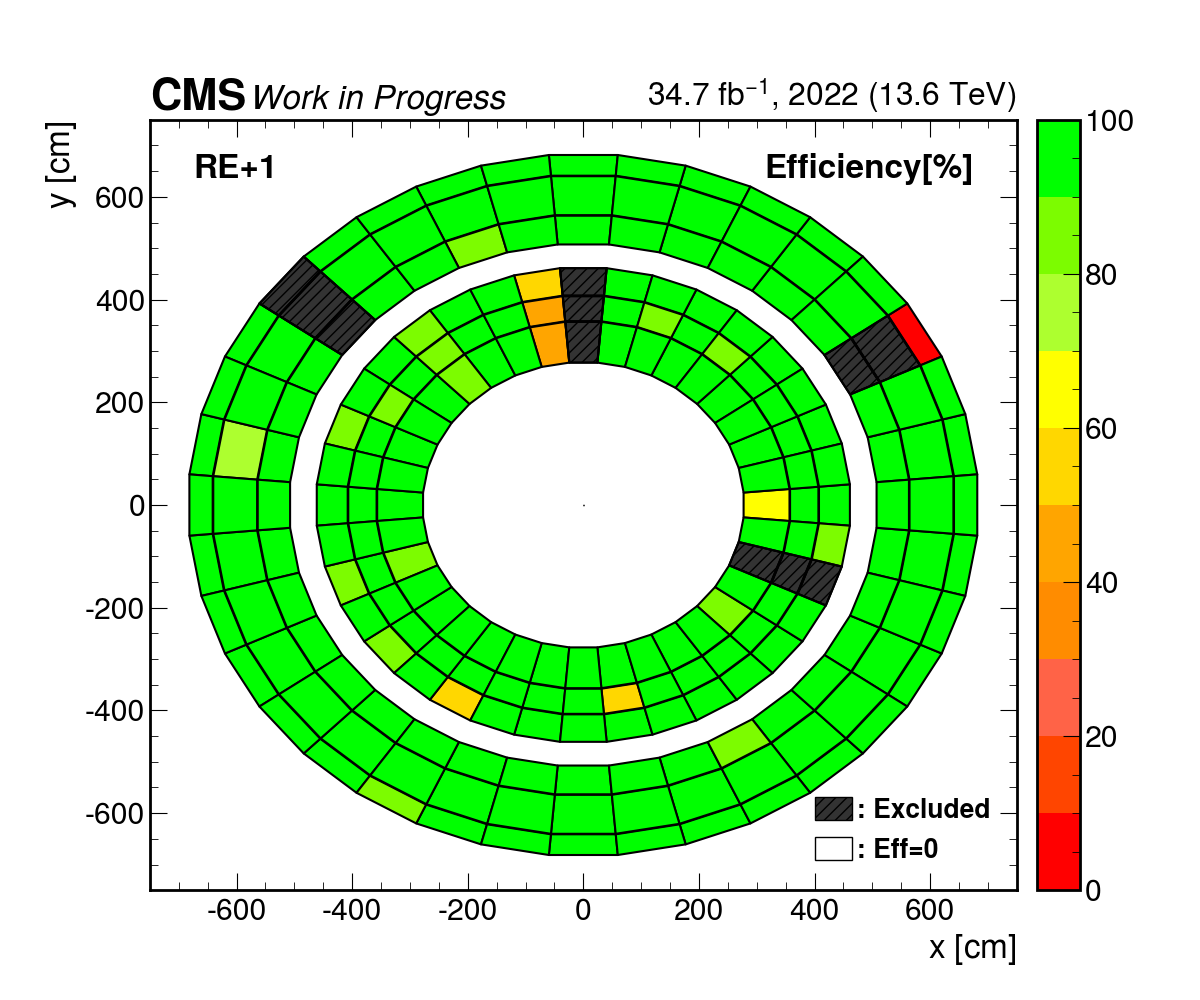 CMS Work in Progress 34.7 fb⁻¹, 2022 (13.6 TeV)
y [cm]
RE+1 Efficiency[%]
600
400
200
0
-200
-400
-600
-600 -400 -200 0 200 400 600
x [cm]
: Excluded
: Eff=0
100
80
60
40
20
0